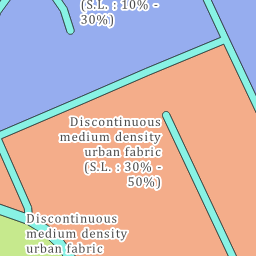 (S.L. : 10% -
30%)
Discontinuous
medium density
urban fabric
(S.L. : 30% -
50%)
Discontinuous
medium density
urban fabric